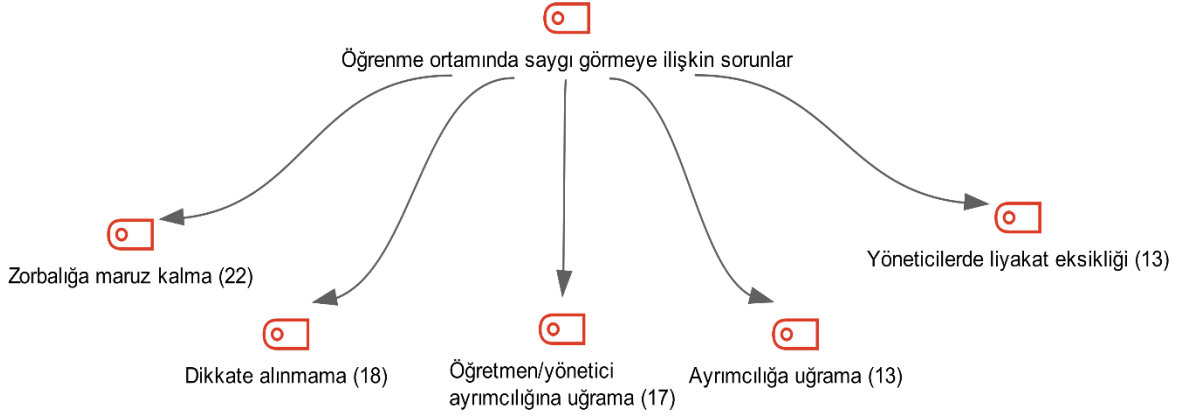 Öğrenme ortamında saygı görmeye ilişkin sorunlar
Zorbalığa maruz kalma (22)
Dikkate alınmama (18)
Öğretmen/yönetici
ayrımcılığına uğrama (17)
Ayrımcılığa uğrama (13)
Yöneticilerde liyakat eksikliği (13)